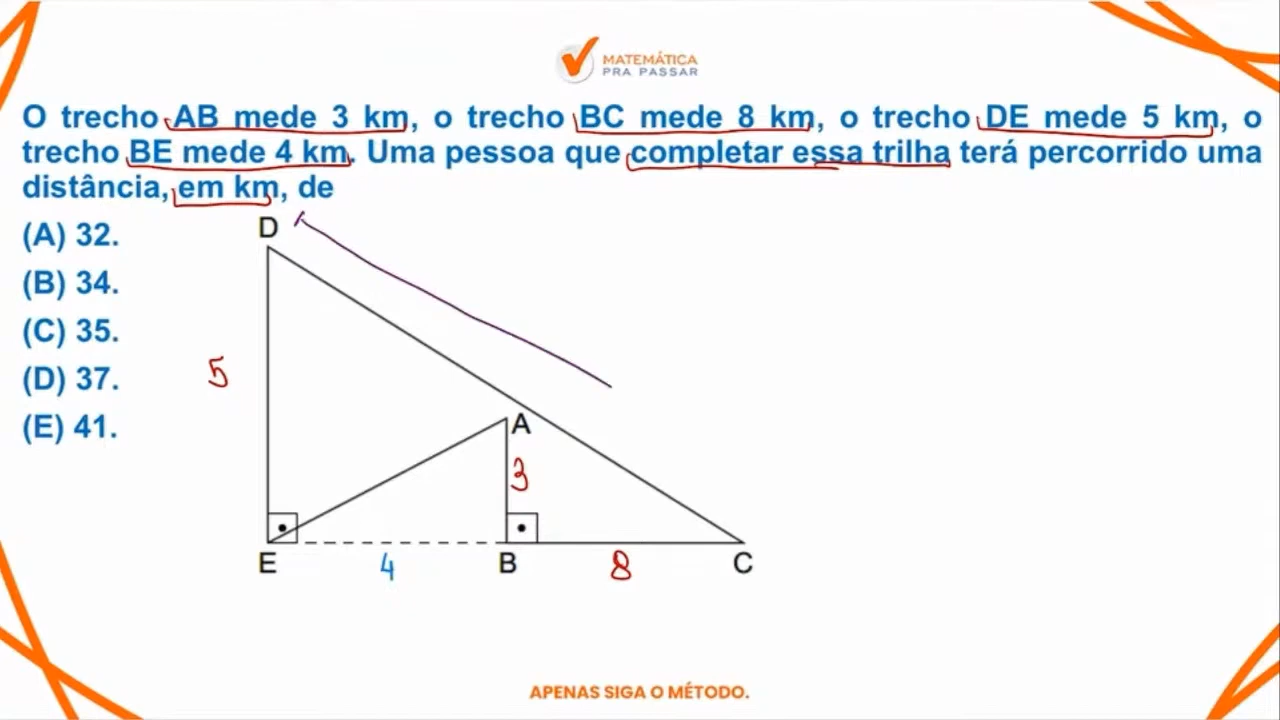 MATEMÁTICA
PRA PASSAR
O trecho AB mede 3 km, o trecho BC mede 8 km, o trecho DE mede 5 km, o
trecho BE mede 4 km. Uma pessoa que completar essa trilha terá percorrido uma
distância, em km, de
(A) 32.
(B) 34.
(C) 35.
(D) 37.
(E) 41.
D
5
A
3
E
4
B
8
C
APENAS SIGA O MÉTODO.